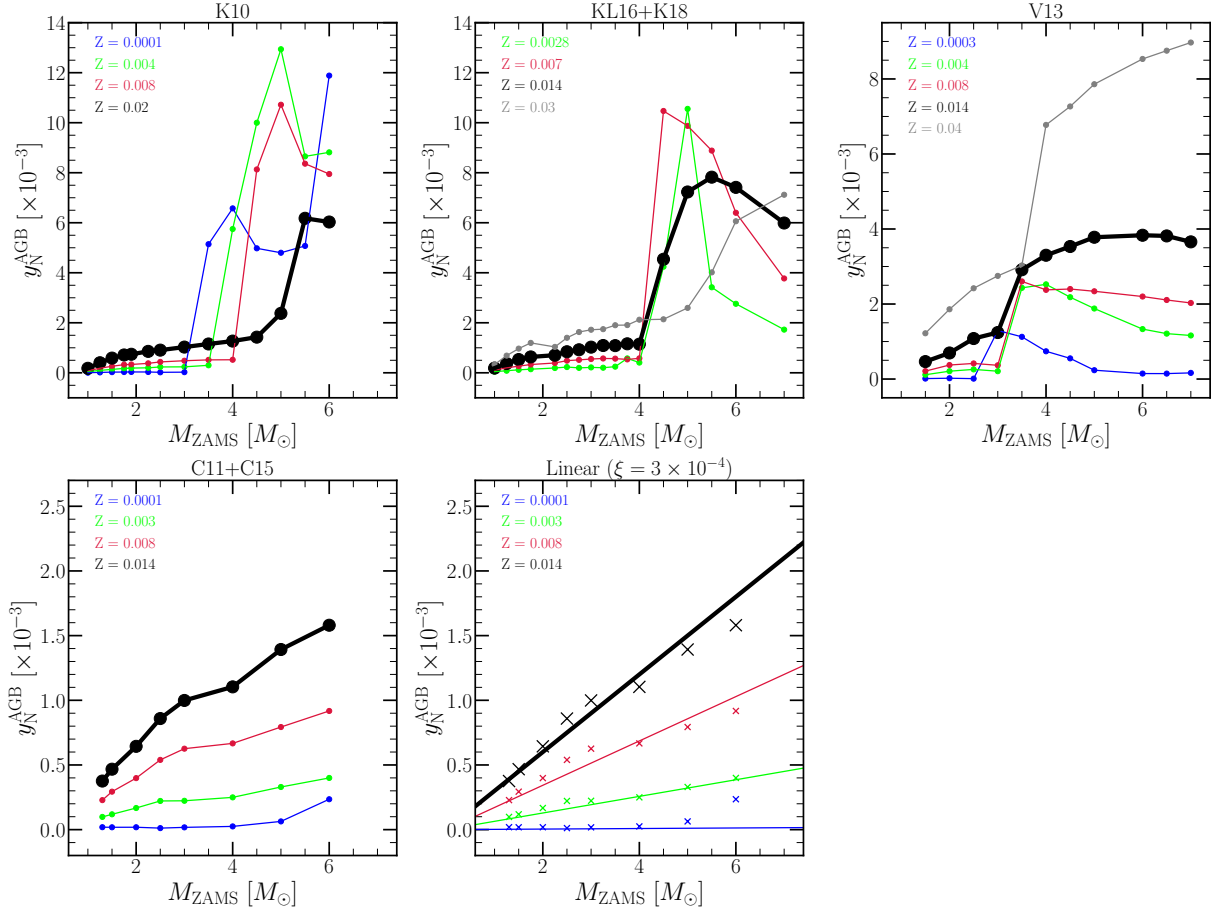 K10
Z = 0.0001
Z = 0.004
Z = 0.008
Z = 0.02
14
12
10
8
6
4
2
0
y_N^AGB [×10^−3]
2 4 6
M_ZAMS [M_⊙]
KL16+K18
Z = 0.0028
Z = 0.007
Z = 0.014
Z = 0.03
14
12
10
8
6
4
2
0
y_N^AGB [×10^−3]
2 4 6
M_ZAMS [M_⊙]
V13
Z = 0.0003
Z = 0.004
Z = 0.008
Z = 0.014
Z = 0.04
8
6
4
2
0
y_N^AGB [×10^−3]
2 4 6
M_ZAMS [M_⊙]
C11+C15
Z = 0.0001
Z = 0.003
Z = 0.008
Z = 0.014
2.5
2.0
1.5
1.0
0.5
0.0
y_N^AGB [×10^−3]
2 4 6
M_ZAMS [M_⊙]
Linear (ξ = 3 × 10^−4)
Z = 0.0001
Z = 0.003
Z = 0.008
Z = 0.014
2.5
2.0
1.5
1.0
0.5
0.0
y_N^AGB [×10^−3]
2 4 6
M_ZAMS [M_⊙]